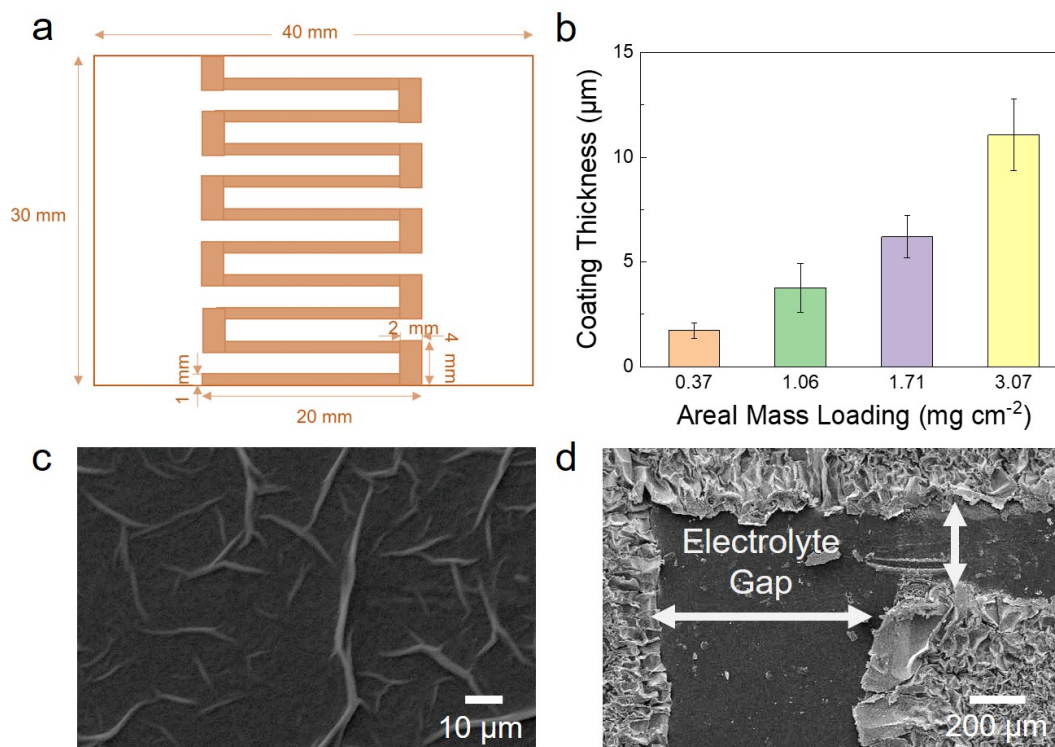 a
40 mm
30 mm
2 mm
4 mm
1 mm
20 mm
b
15
10
5
0
Coating Thickness (µm)
0.37 1.06 1.71 3.07
Areal Mass Loading (mg cm⁻²)
c
10 µm
d
Electrolyte
Gap
200 µm